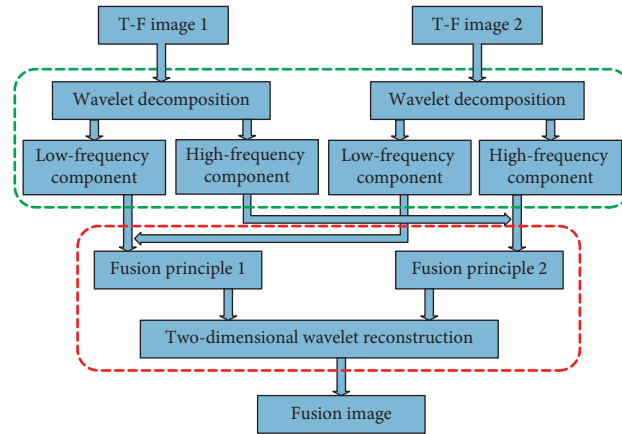 T-F image 1
T-F image 2
Wavelet decomposition
Wavelet decomposition
Low-frequency
component
High-frequency
component
Low-frequency
component
High-frequency
component
Fusion principle 1
Fusion principle 2
Two-dimensional wavelet reconstruction
Fusion image